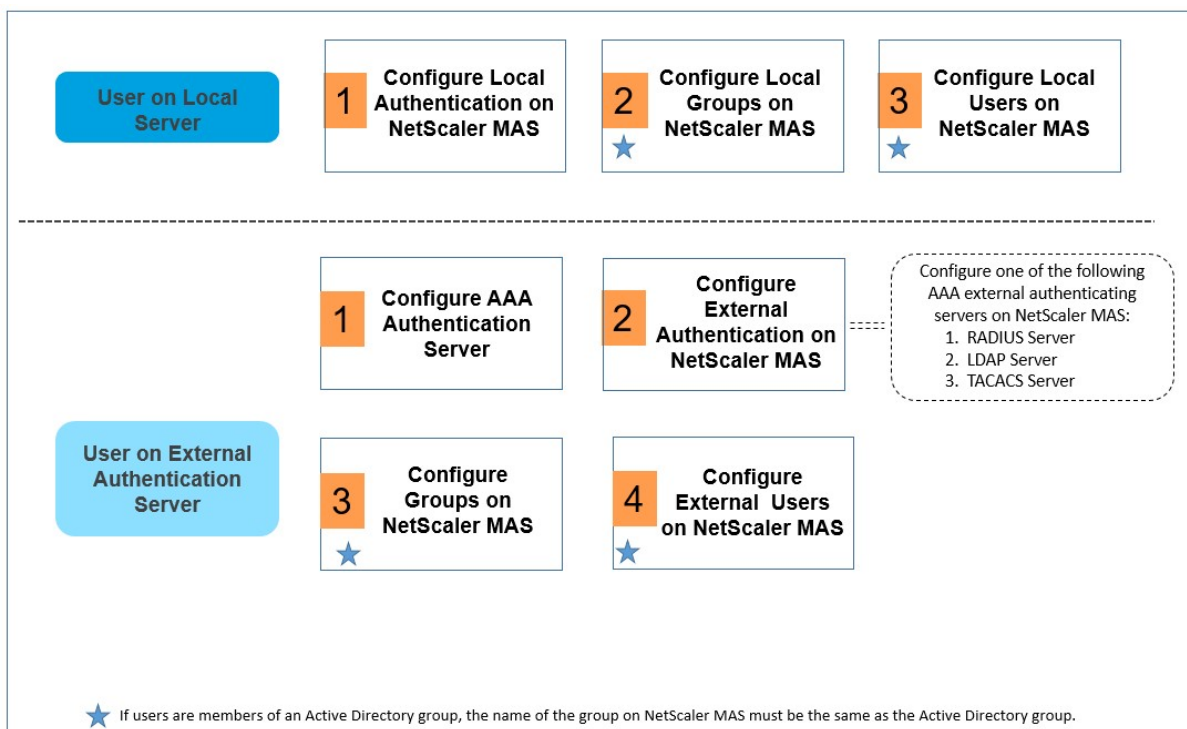 User on Local
Server
1
Configure Local
Authentication on
NetScaler MAS
2
Configure Local
Groups on
NetScaler MAS
3
Configure Local
Users on
NetScaler MAS
User on External
Authentication
Server
1
Configure AAA
Authentication
Server
2
Configure
External
Authentication on
NetScaler MAS
Configure one of the following
AAA external authenticating
servers on NetScaler MAS:
1. RADIUS Server
2. LDAP Server
3. TACACS Server
3
Configure
Groups on
NetScaler MAS
4
Configure
External Users
on NetScaler MAS
If users are members of an Active Directory group, the name of the group on NetScaler MAS must be the same as the Active Directory group.